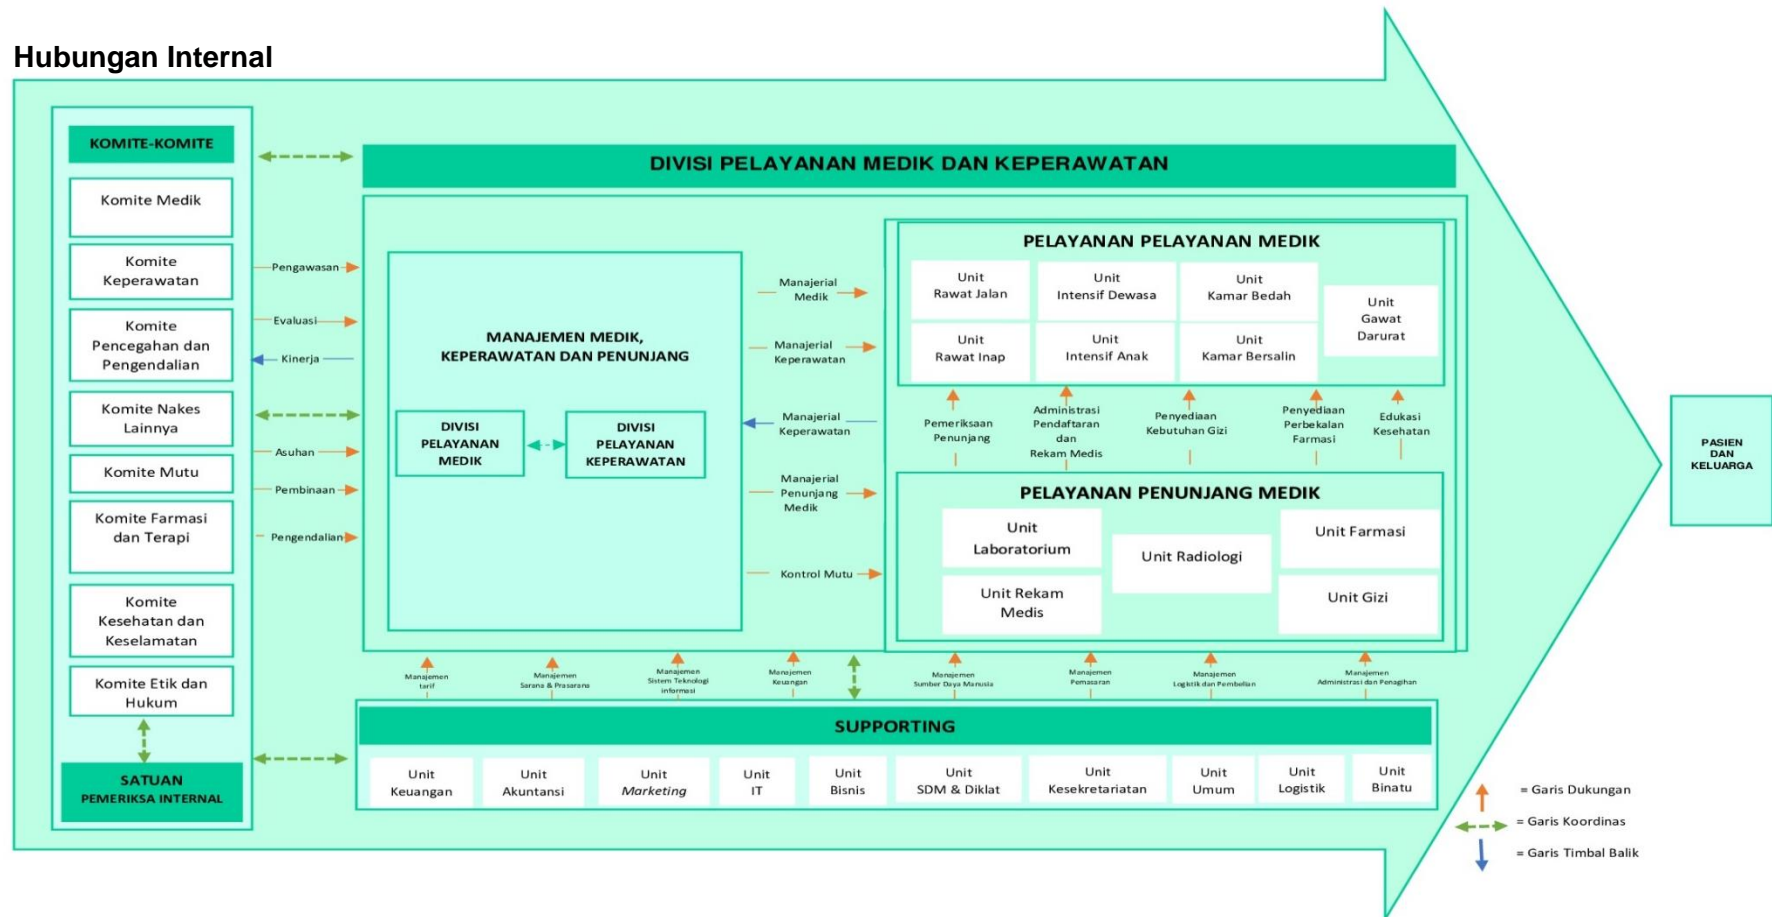 Hubungan Internal
KOMITE-KOMITE
Komite Medik
Komite
Keperawatan
Komite
Pencegahan dan
Pengendalian
Komite Nakes
Lainnya
Komite Mutu
Komite Farmasi
dan Terapi
Komite
Kesehatan dan
Keselamatan
Komite Etik dan
Hukum
SATUAN
PEMERIKSA INTERNAL
Pengawasan
Evaluasi
Kinerja
Asuhan
Pembinaan
Pengendalian
DIVISI PELAYANAN MEDIK DAN KEPERAWATAN
MANAJEMEN MEDIK,
KEPERAWATAN DAN PENUNJANG
DIVISI
PELAYANAN
MEDIK
DIVISI
PELAYANAN
KEPERAWATAN
Manajerial
Medik
Manajerial
Keperawatan
Manajerial
Keperawatan
Manajerial
Penunjang
Medik
Kontrol Mutu
PELAYANAN PELAYANAN MEDIK
Unit
Rawat Jalan
Unit
Intensif Dewasa
Unit
Kamar Bedah
Unit
Gawat
Darurat
Unit
Rawat Inap
Unit
Intensif Anak
Unit
Kamar Bersalin
Pemeriksaan
Penunjang
Administrasi
Pendaftaran
dan
Rekam Medis
Penyediaan
Kebutuhan Gizi
Penyediaan
Perbekalan
Farmasi
Edukasi
Kesehatan
PELAYANAN PENUNJANG MEDIK
Unit
Laboratorium
Unit Radiologi
Unit Farmasi
Unit Rekam
Medis
Unit Gizi
Manajemen
tarif
Manajemen
Sarana & Prasarana
Manajemen
Sistem Teknologi
informasi
Manajemen
Keuangan
Manajemen
Sumber Daya Manusia
Manajemen
Pemasaran
Manajemen
Logistik dan Pembelian
Manajemen
Administrasi dan Penagihan
SUPPORTING
Unit
Keuangan
Unit
Akuntansi
Unit
Marketing
Unit
IT
Unit
Bisnis
Unit
SDM & Diklat
Unit
Kesekretariatan
Unit
Umum
Unit
Logistik
Unit
Binatu
PASIEN
DAN
KELUARGA
= Garis Dukungan
= Garis Koordinas
= Garis Timbal Balik